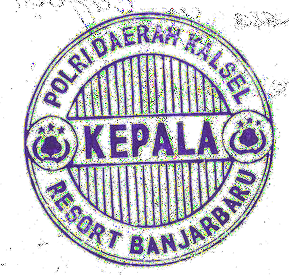 POLRI DAERAH KALSEL
KEPALA
RESORT BANJARBARU